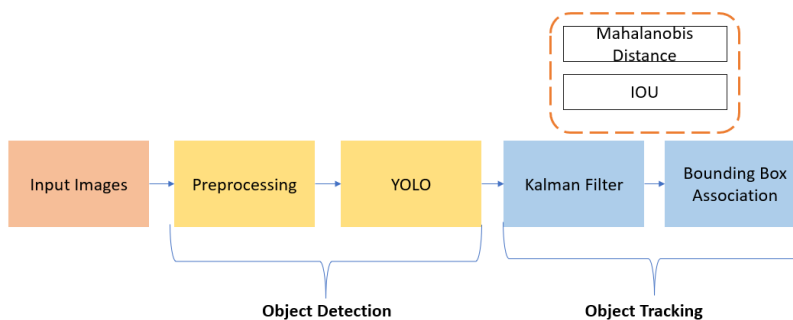 Mahalanobis
Distance
IOU
Input Images
Preprocessing
YOLO
Kalman Filter
Bounding Box
Association
Object Detection
Object Tracking